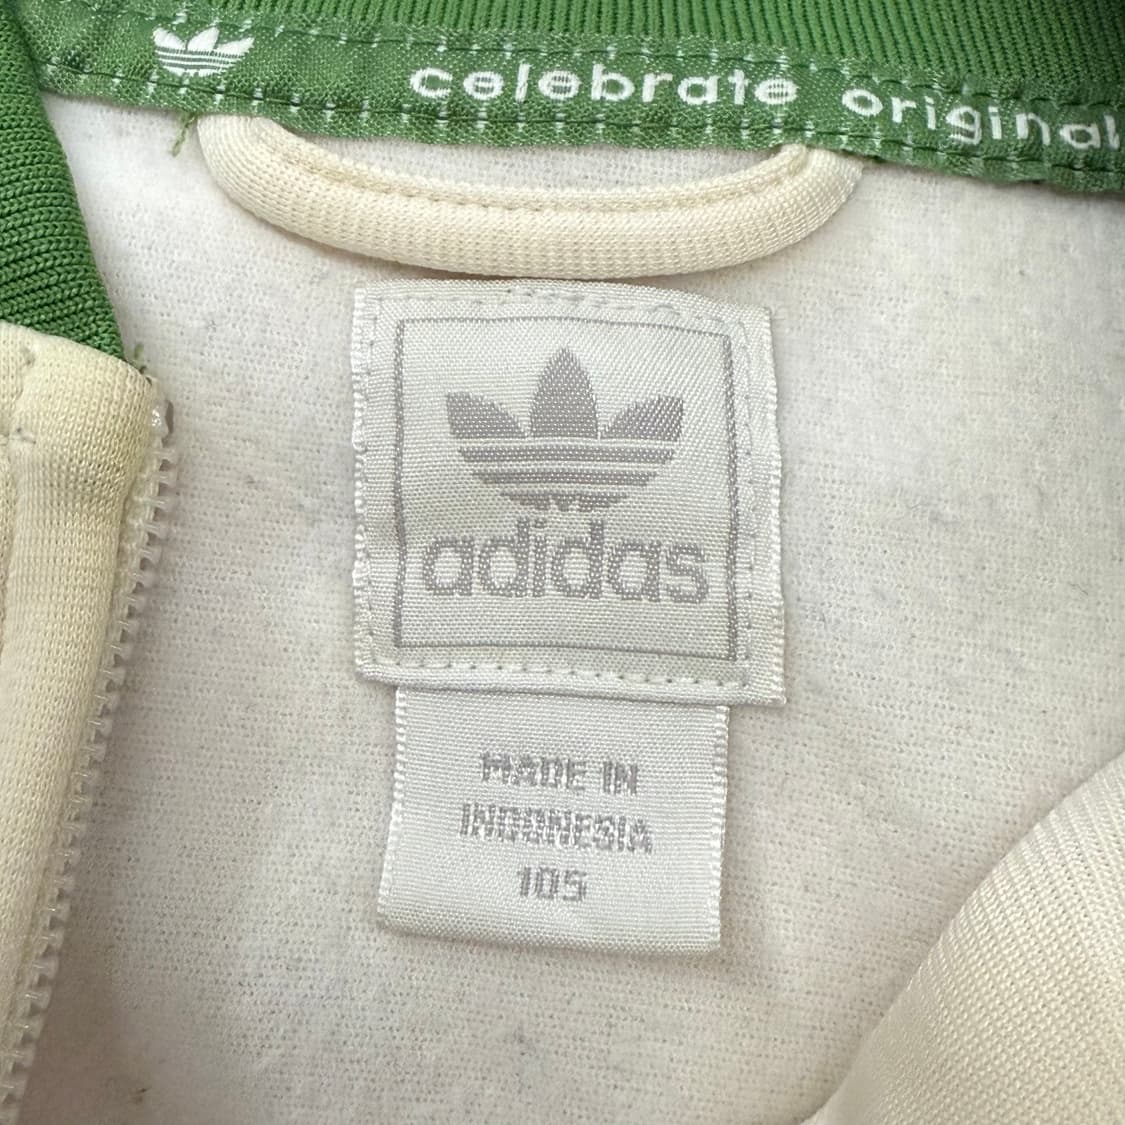 celebrate original
adidas
MADE IN
INDONESIA
105